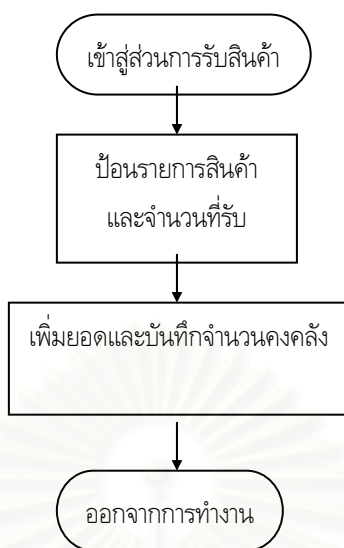 เข้าสู่ส่วนการรับสินค้า
ป้อนรายการสินค้า
และจำนวนที่รับ
เพิ่มยอดและบันทึกจำนวนคงคลัง
ออกจากการทำงาน